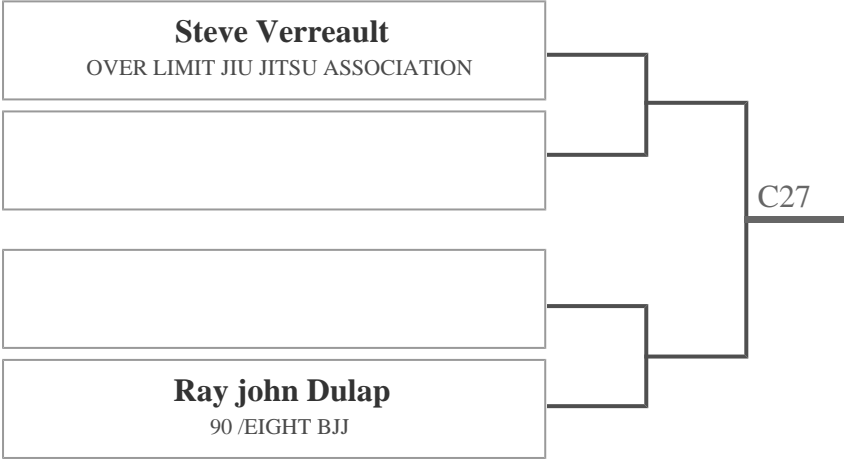 Steve Verreault
OVER LIMIT JIU JITSU ASSOCIATION
C27
Ray john Dulap
90 /EIGHT BJJ